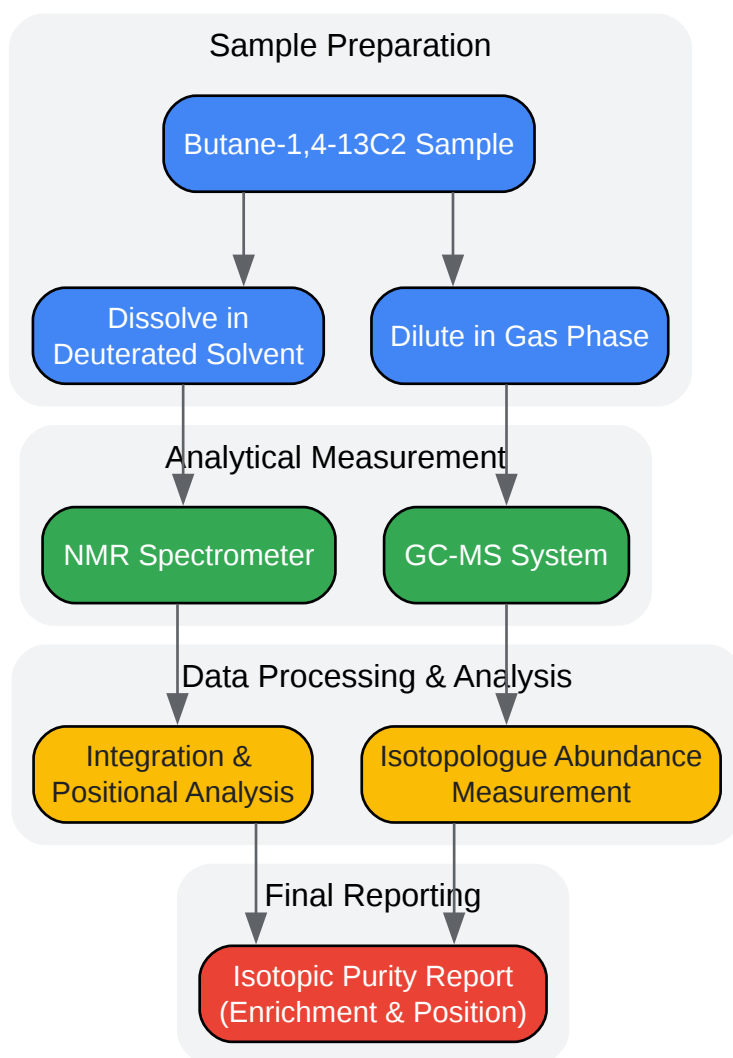 Sample Preparation
Butane-1,4-13C2 Sample
Dissolve in
Deuterated Solvent
Dilute in Gas Phase
Analytical Measurement
NMR Spectrometer
GC-MS System
Data Processing & Analysis
Integration &
Positional Analysis
Isotopologue Abundance
Measurement
Final Reporting
Isotopic Purity Report
(Enrichment & Position)